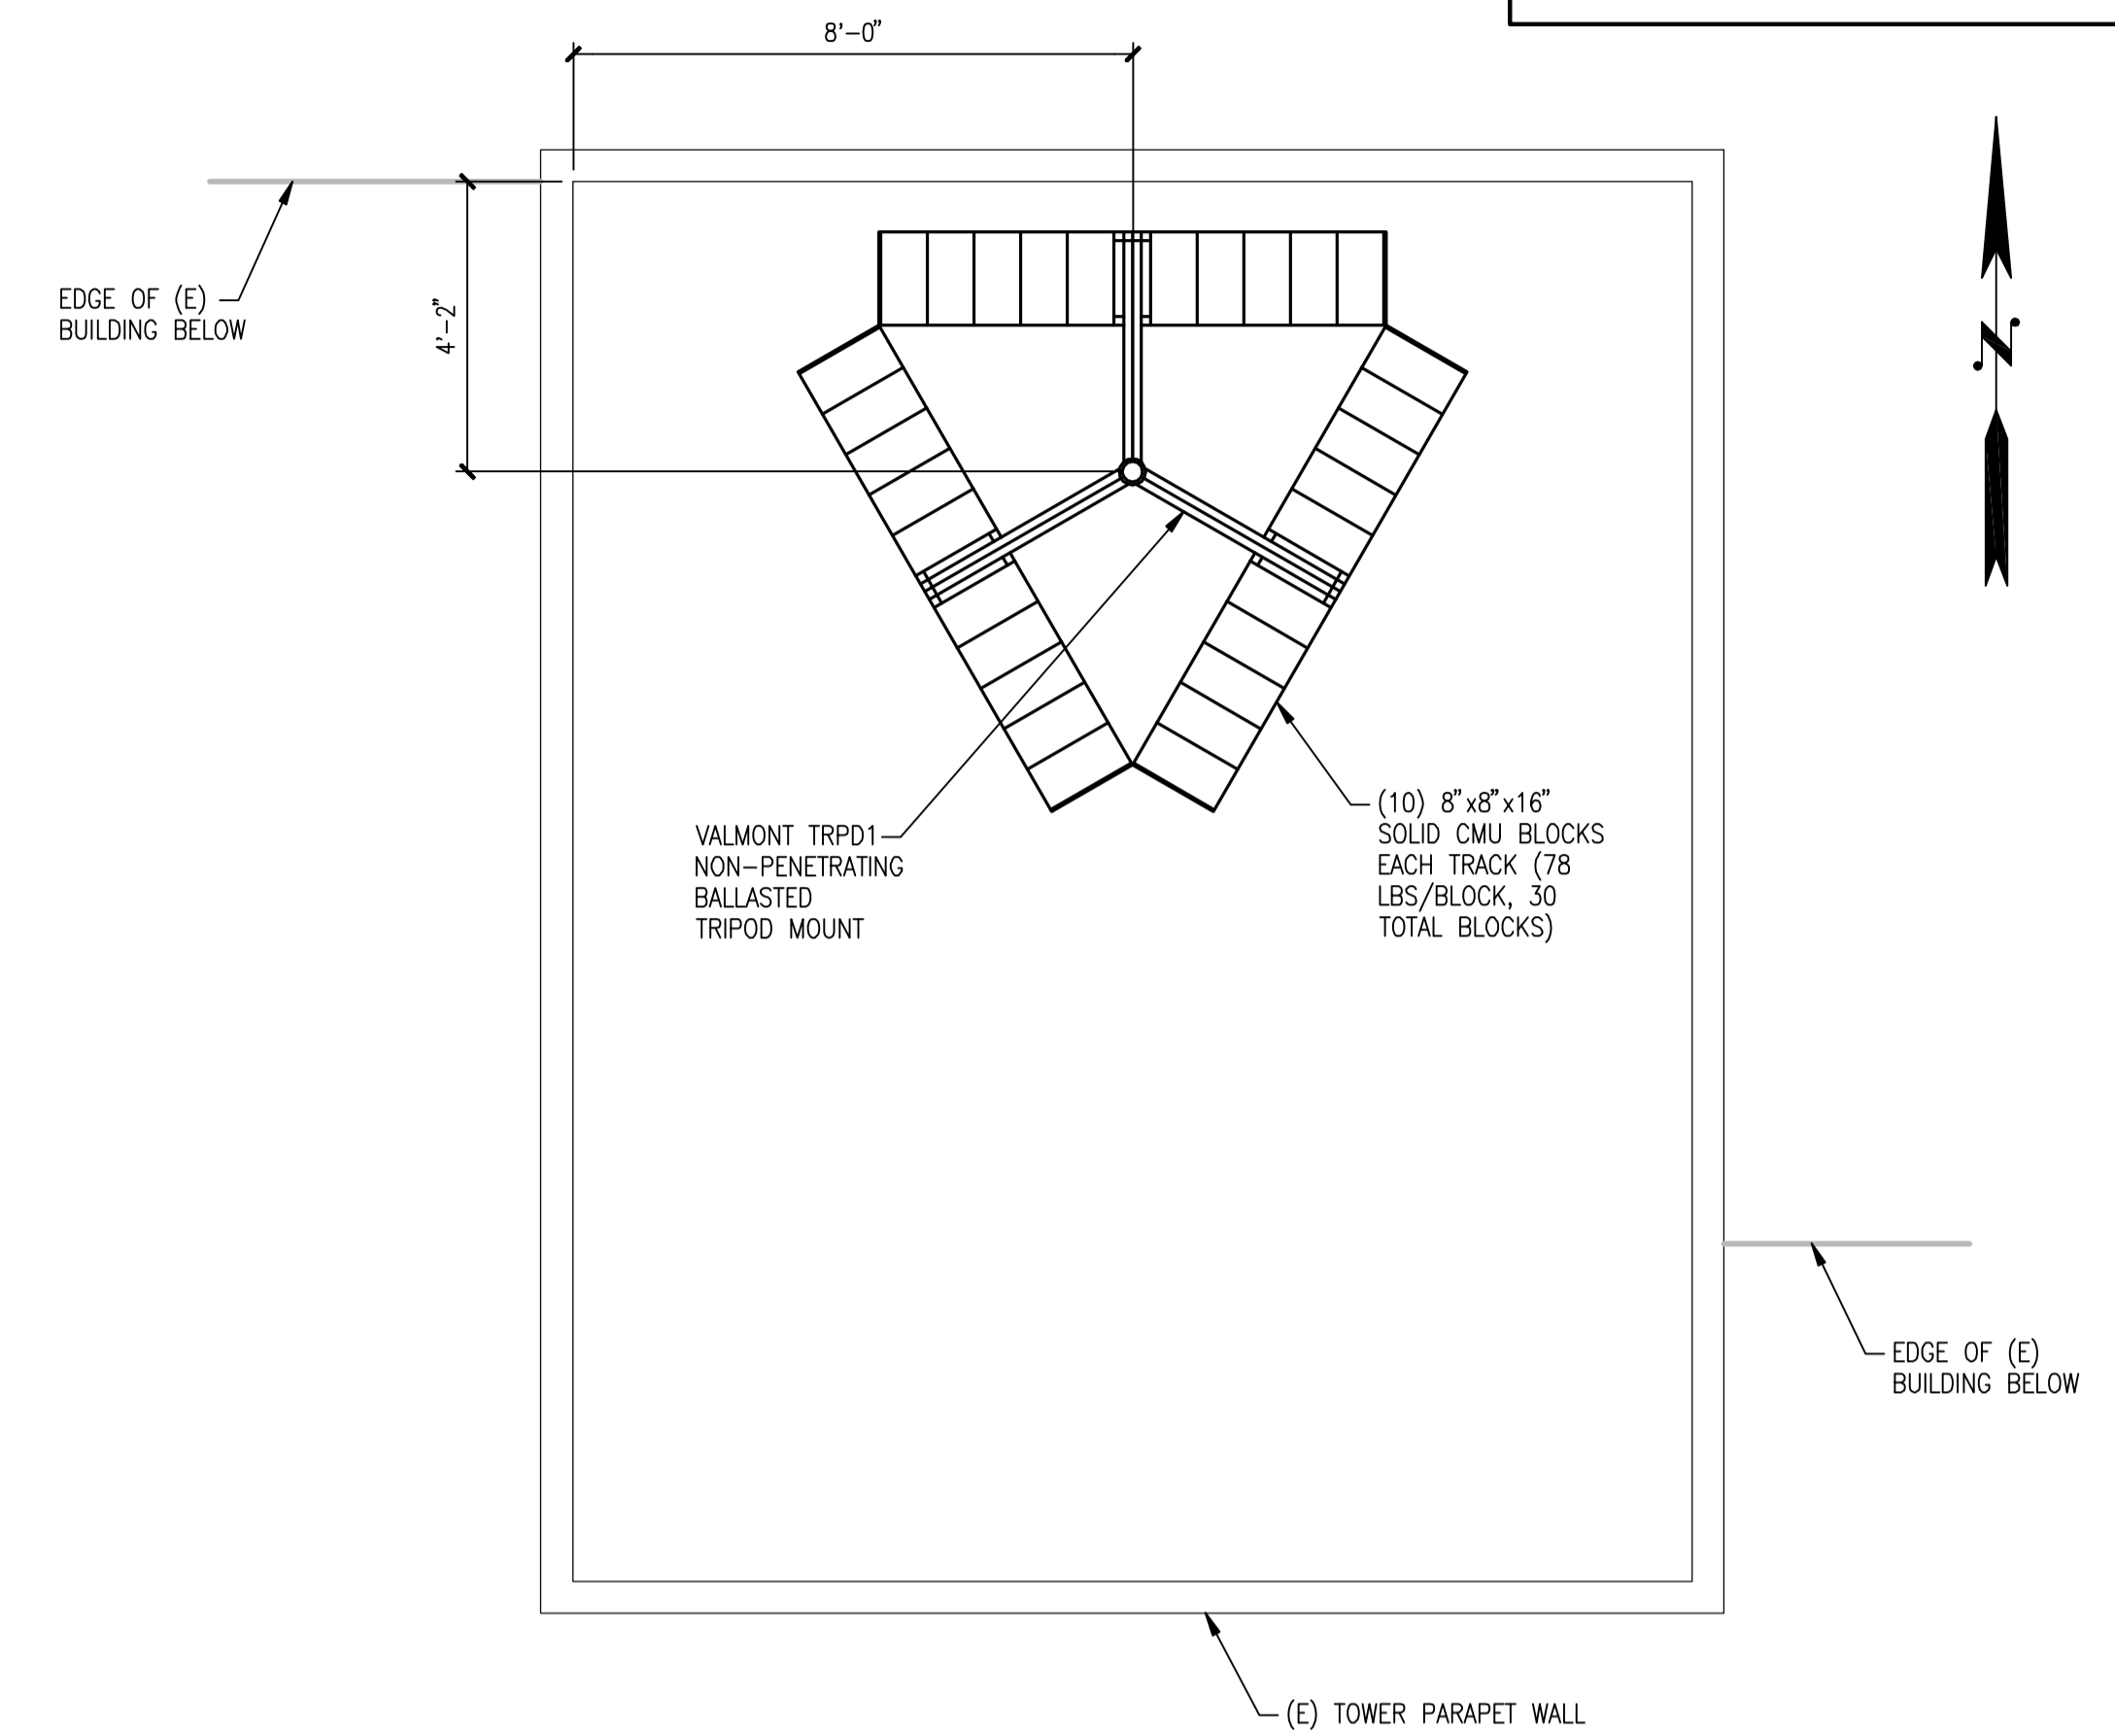 8'-0"
EDGE OF (E)
BUILDING BELOW
4'-2"
N
VALMONT TRPD1
NON-PENETRATING
BALLASTED
TRIPOD MOUNT
(10) 8"x8"x16"
SOLID CMU BLOCKS
EACH TRACK (78
LBS/BLOCK, 30
TOTAL BLOCKS)
EDGE OF (E)
BUILDING BELOW
(E) TOWER PARAPET WALL